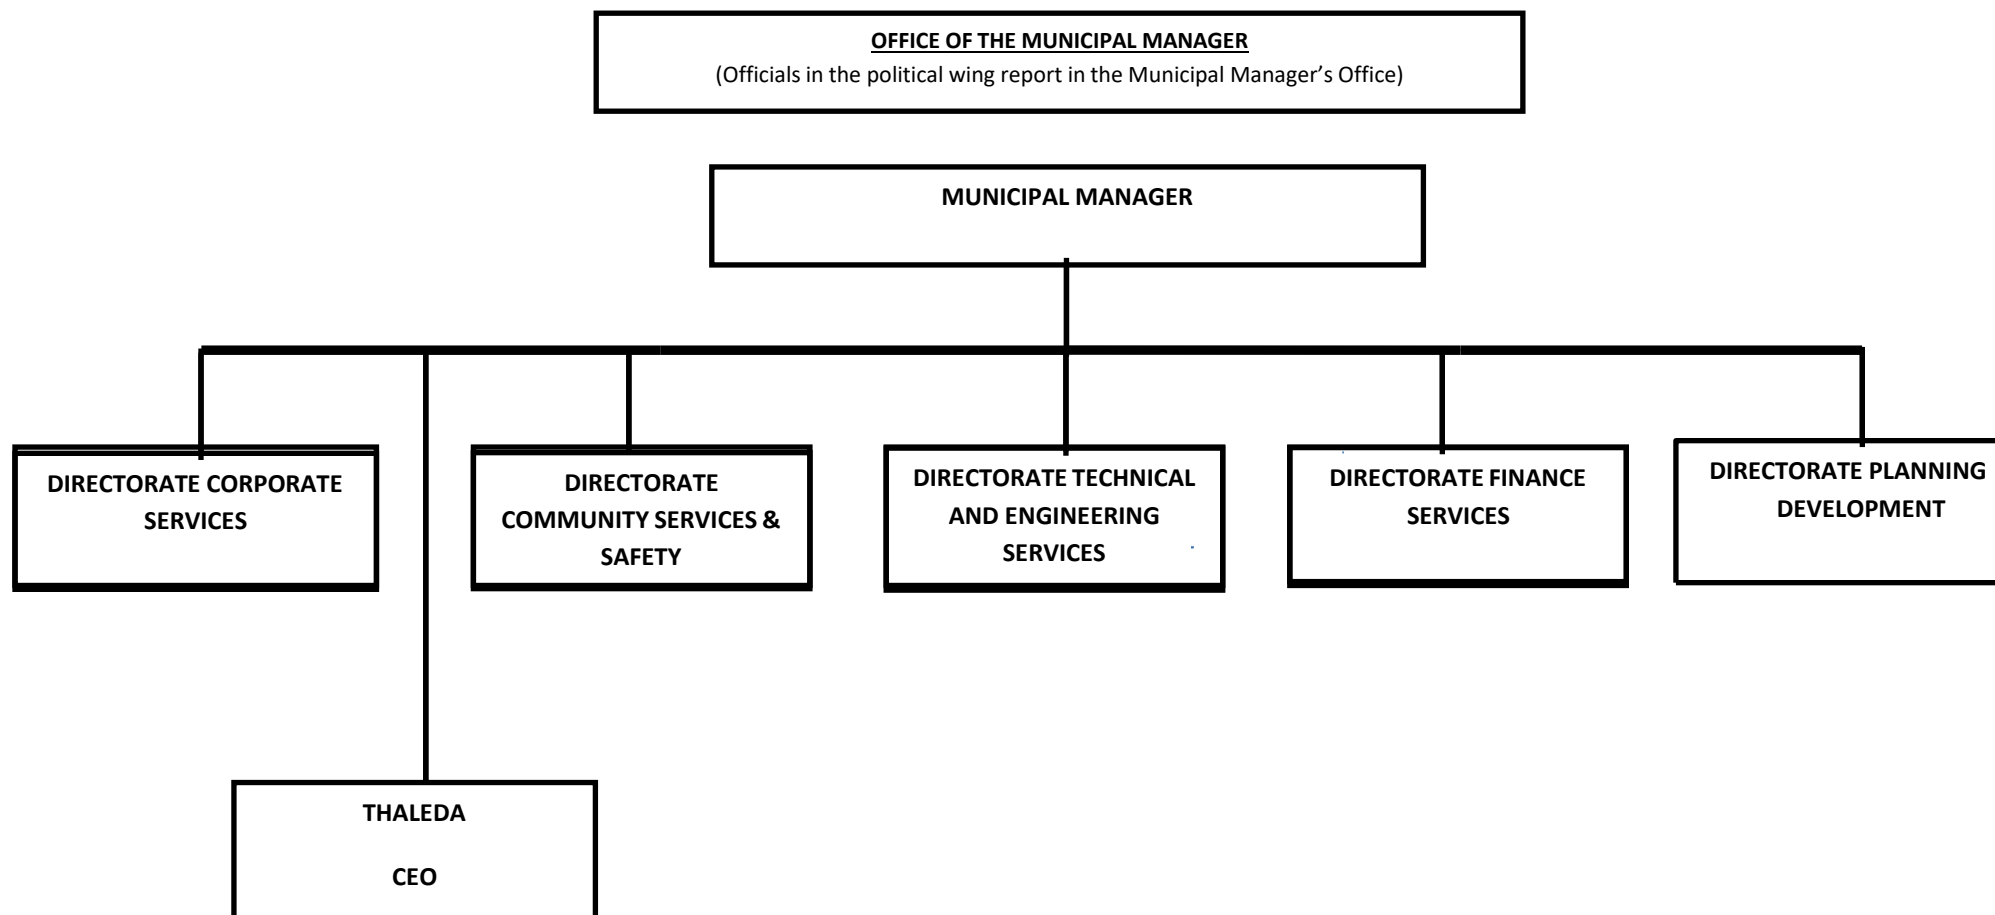 OFFICE OF THE MUNICIPAL MANAGER
(Officials in the political wing report in the Municipal Manager’s Office)
MUNICIPAL MANAGER
DIRECTORATE CORPORATE
SERVICES
DIRECTORATE
COMMUNITY SERVICES &
SAFETY
DIRECTORATE TECHNICAL
AND ENGINEERING
SERVICES
DIRECTORATE FINANCE
SERVICES
DIRECTORATE PLANNING
DEVELOPMENT
THALEDA
CEO